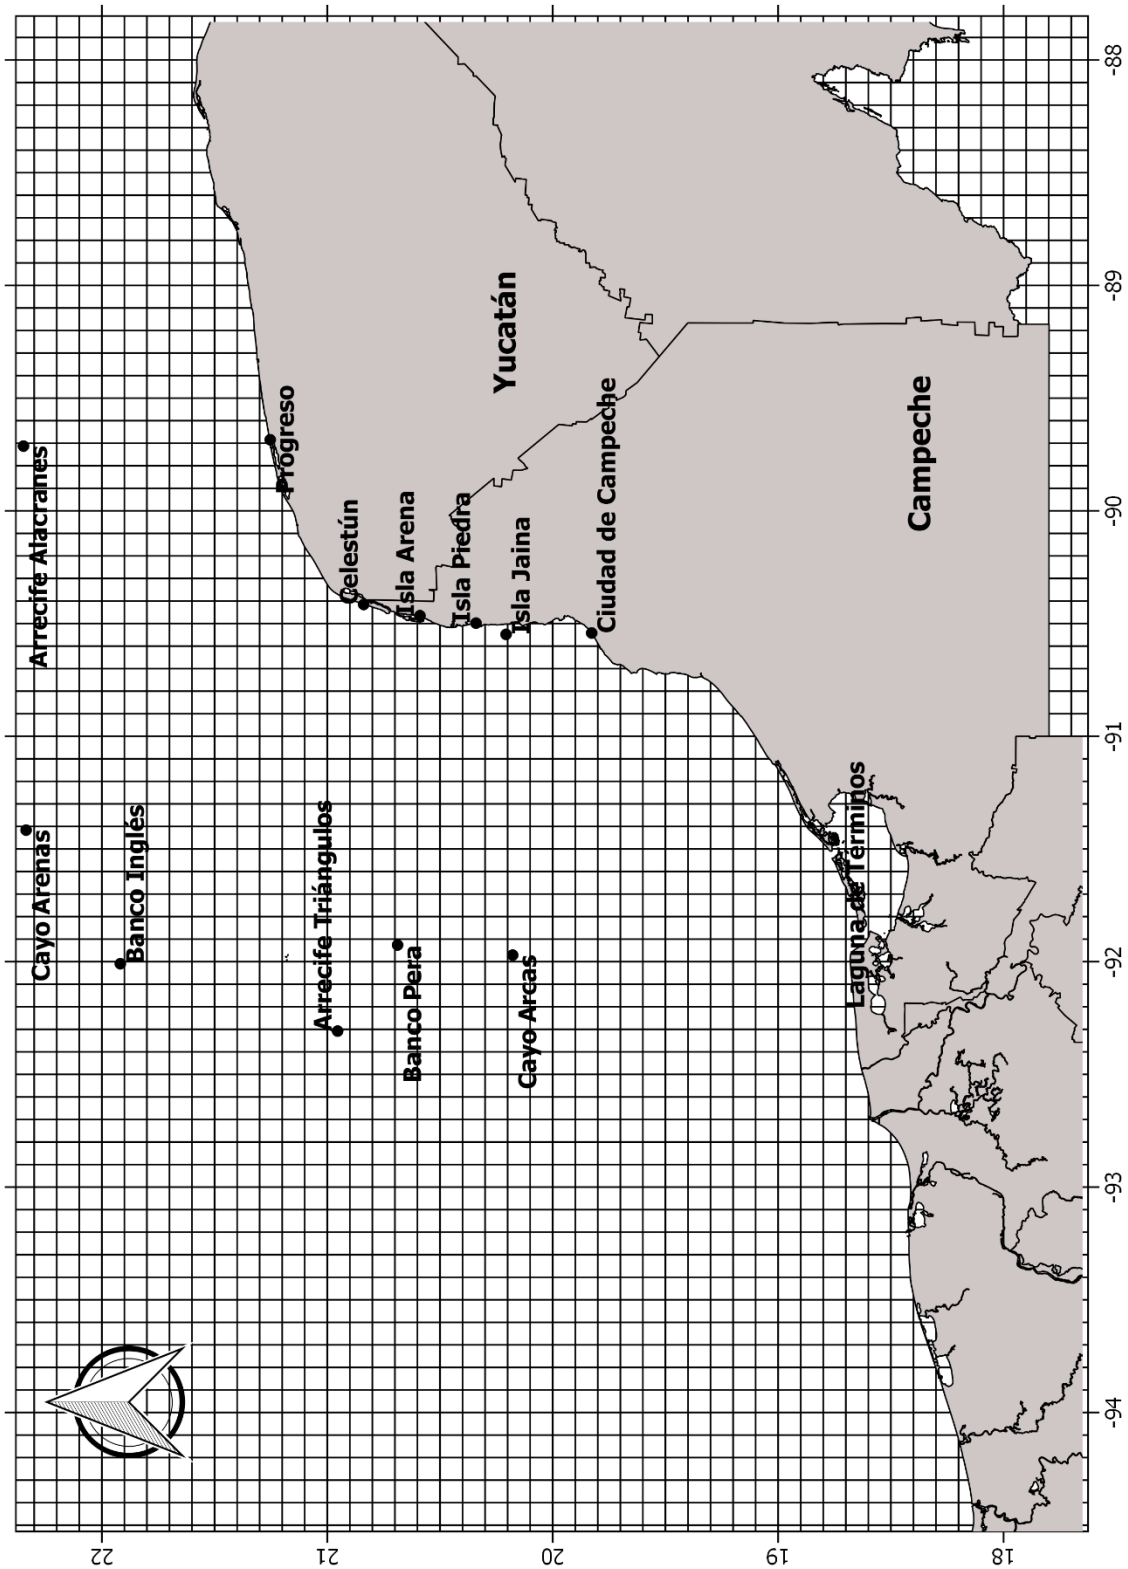 Arrecife Alacranes
Cayo Arenas
Banco Inglés
Progreso
Celestún
Arrecife Triángulos
Isla Arena
Banco Pera
Isla Piedra
Yucatán
Isla Jaina
Cayo Arcas
Ciudad de Campeche
Laguna de Términos
Campeche
22
21
20
19
18
-94
-93
-92
-91
-90
-89
-88